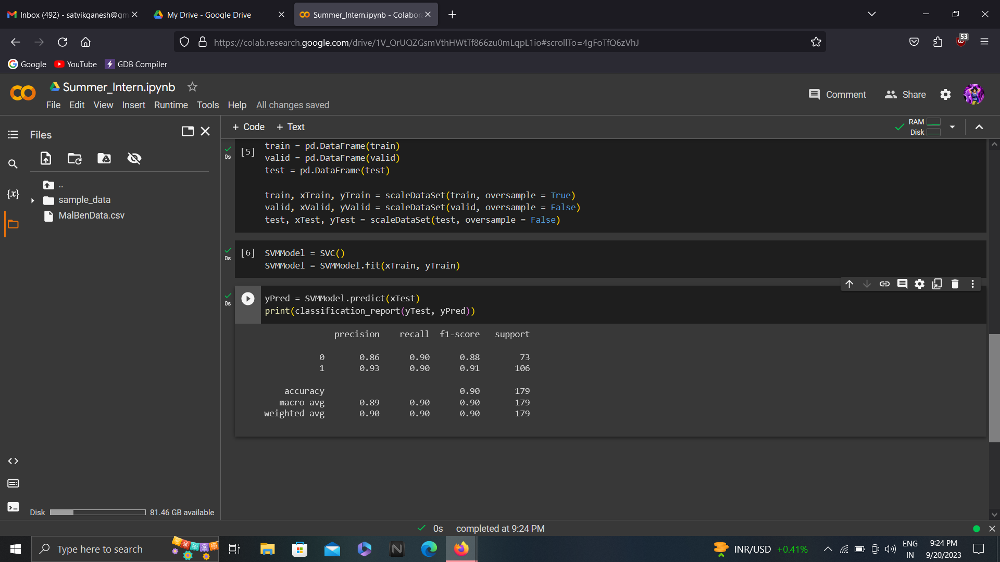 Inbox (492) - satvikganesh@gm
My Drive - Google Drive
Summer_Intern.ipynb - Colabora
https://colab.research.google.com/drive/1V_QrUQZGsmVthHWtTf866zu0mLqpL1io#scrollTo=4gFoTfQ6zVhJ
53
Google
YouTube
GDB Compiler
Summer_Intern.ipynb
File Edit View Insert Runtime Tools Help All changes saved
Comment
Share
Files
+ Code + Text
RAM
Disk
..
sample_data
MalBenData.csv
{x}
0s
[5]
train = pd.DataFrame(train)
valid = pd.DataFrame(valid)
test = pd.DataFrame(test)
train, xTrain, yTrain = scaleDataSet(train, oversample = True)
valid, xValid, yValid = scaleDataSet(valid, oversample = False)
test, xTest, yTest = scaleDataSet(test, oversample = False)
0s
[6]
SVMModel = SVC()
SVMModel = SVMModel.fit(xTrain, yTrain)
0s
yPred = SVMModel.predict(xTest)
print(classification_report(yTest, yPred))
precision recall f1-score support
0 0.86 0.90 0.88 73
1 0.93 0.90 0.91 106
accuracy 0.90 179
macro avg 0.89 0.90 0.90 179
weighted avg 0.90 0.90 0.90 179
Disk 81.46 GB available
0s completed at 9:24 PM
Type here to search
INR/USD +0.41%
ENG
IN
9:24 PM
9/20/2023